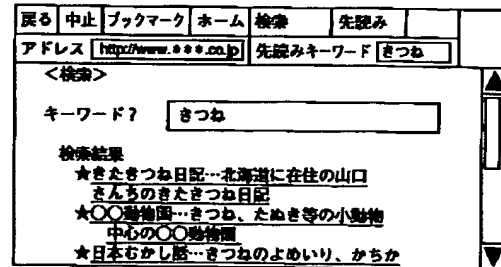 戻る 中止 ブックマーク ホーム 検索 先読み
アドレス http://www.***.co.jp 先読みキーワード きつね
<検索>
キーワード? きつね
検索結果
★きたきつね日記…北海道に在住の山口
さんちのきたきつね日記
★○○動物園…きつね、たぬき等の小動物
中心の○○動物園
★日本むかし話…きつねのよめいり、かちか